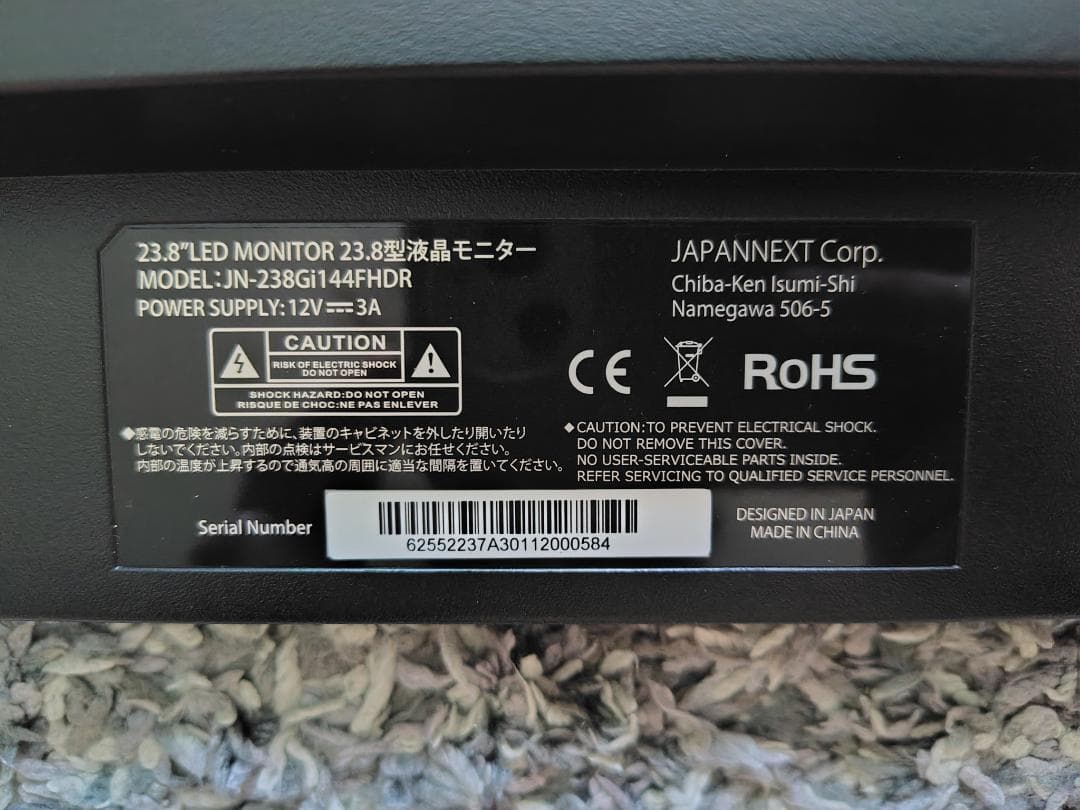 23.8"LED MONITOR 23.8型液晶モニター
MODEL:JN-238Gi144FHDR
POWER SUPPLY:12V⎓3A
CAUTION
RISK OF ELECTRIC SHOCK
DO NOT OPEN
SHOCK HAZARD:DO NOT OPEN
RISQUE DE CHOC:NE PAS ENLEVER
◆感電の危険を減らすために、装置のキャビネットを外したり開いたり
しないでください。内部の点検はサービスマンにお任せください。
内部の温度が上昇するので通気高の周囲に適当な間隔を置いてください。
JAPANNEXT Corp.
Chiba-Ken Isumi-Shi
Namegawa 506-5
CE
RoHS
◆CAUTION:TO PREVENT ELECTRICAL SHOCK.
DO NOT REMOVE THIS COVER.
NO USER-SERVICEABLE PARTS INSIDE.
REFER SERVICING TO QUALIFIED SERVICE PERSONNEL.
Serial Number
62552237A30112000584
DESIGNED IN JAPAN
MADE IN CHINA